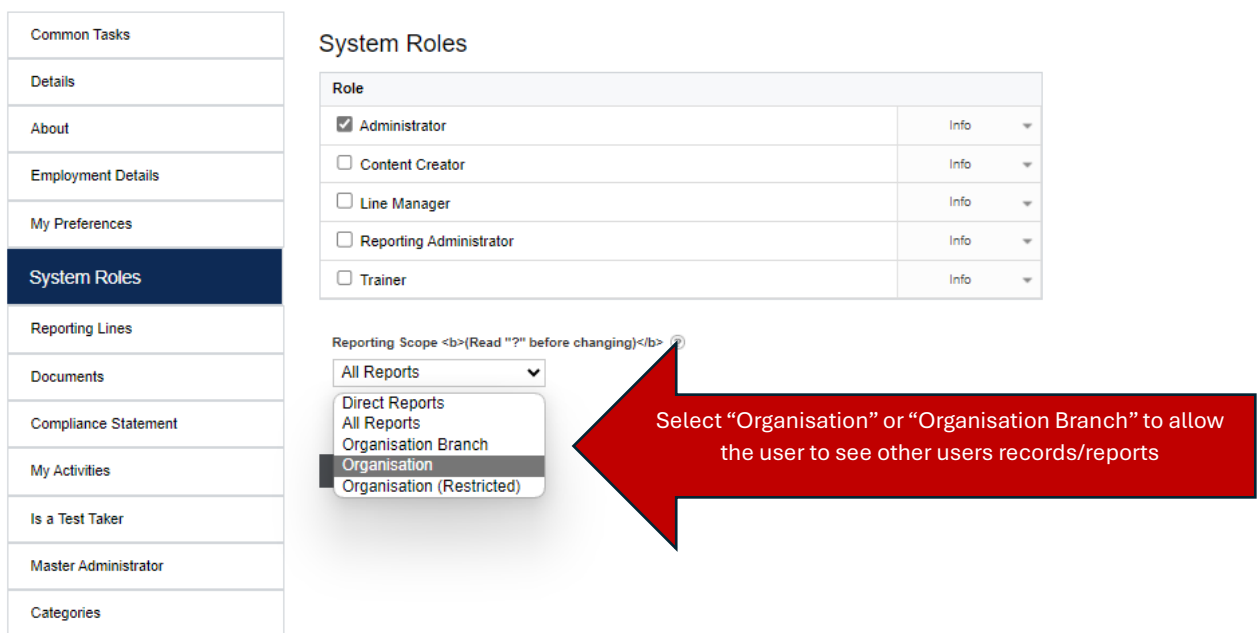 Common Tasks
Details
About
Employment Details
My Preferences
System Roles
Reporting Lines
Documents
Compliance Statement
My Activities
Is a Test Taker
Master Administrator
Categories
System Roles
Role
Administrator Info
Content Creator Info
Line Manager Info
Reporting Administrator Info
Trainer Info
Reporting Scope <b>(Read "?" before changing)</b> ?
All Reports
Direct Reports
All Reports
Organisation Branch
Organisation
Organisation (Restricted)
Select “Organisation” or “Organisation Branch” to allow
the user to see other users records/reports